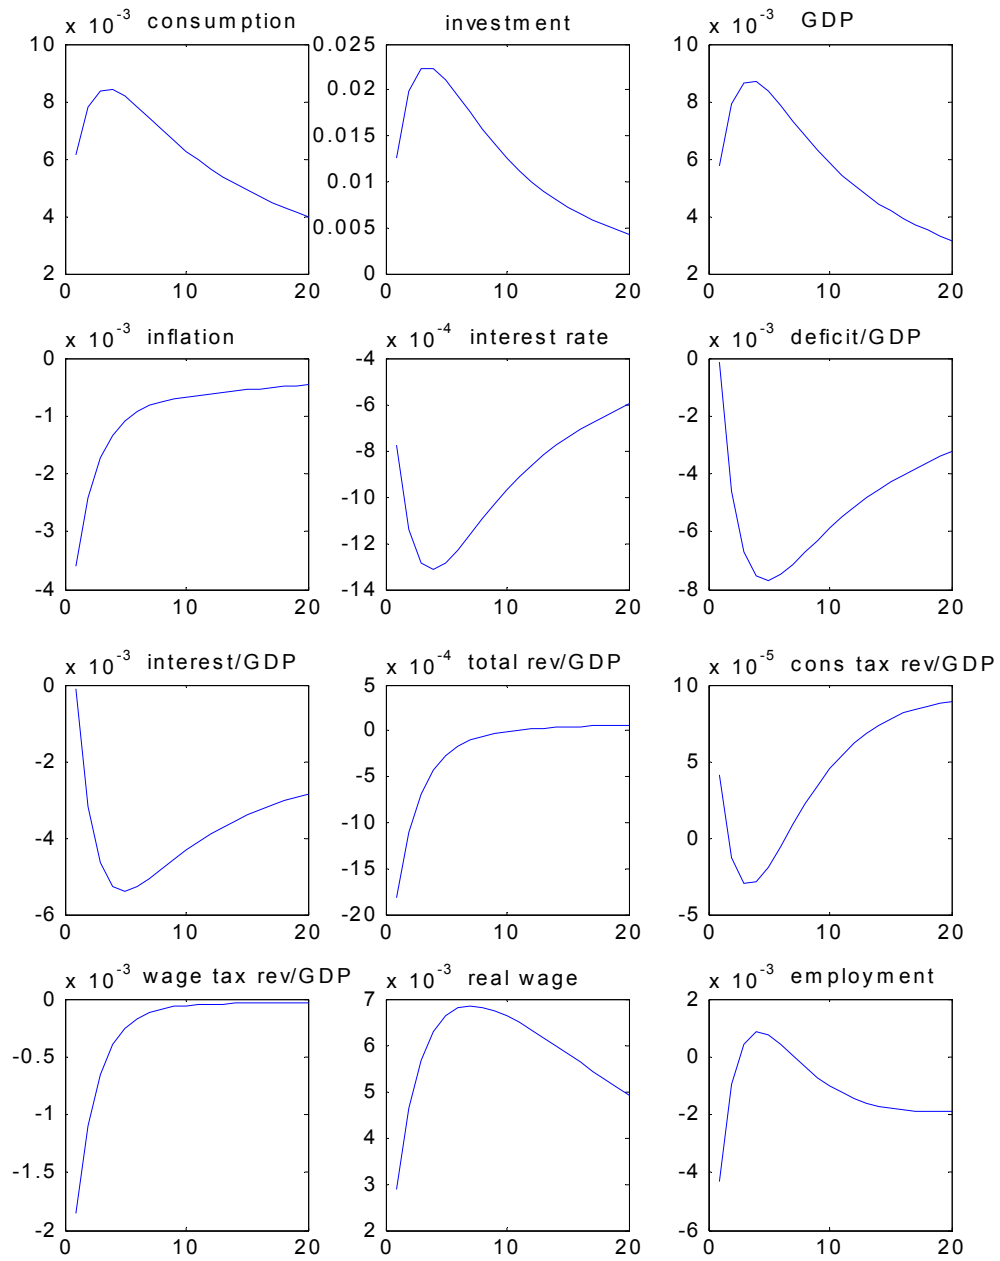 x 10^-3 consumption
investment
x 10^-3 GDP
10
8
6
4
2
0 10 20
0.025
0.02
0.015
0.01
0.005
0
0 10 20
10
8
6
4
2
0 10 20
x 10^-3 inflation
x 10^-4 interest rate
x 10^-3 deficit/GDP
0
-1
-2
-3
-4
0 10 20
-4
-6
-8
-10
-12
-14
0 10 20
0
-2
-4
-6
-8
0 10 20
x 10^-3 interest/GDP
x 10^-4 total rev/GDP
x 10^-5 cons tax rev/GDP
0
-2
-4
-6
0 10 20
5
0
-5
-10
-15
-20
0 10 20
10
5
0
-5
0 10 20
x 10^-3 wage tax rev/GDP
x 10^-3 real wage
x 10^-3 employment
0
-0.5
-1
-1.5
-2
0 10 20
7
6
5
4
3
2
0 10 20
2
0
-2
-4
-6
0 10 20